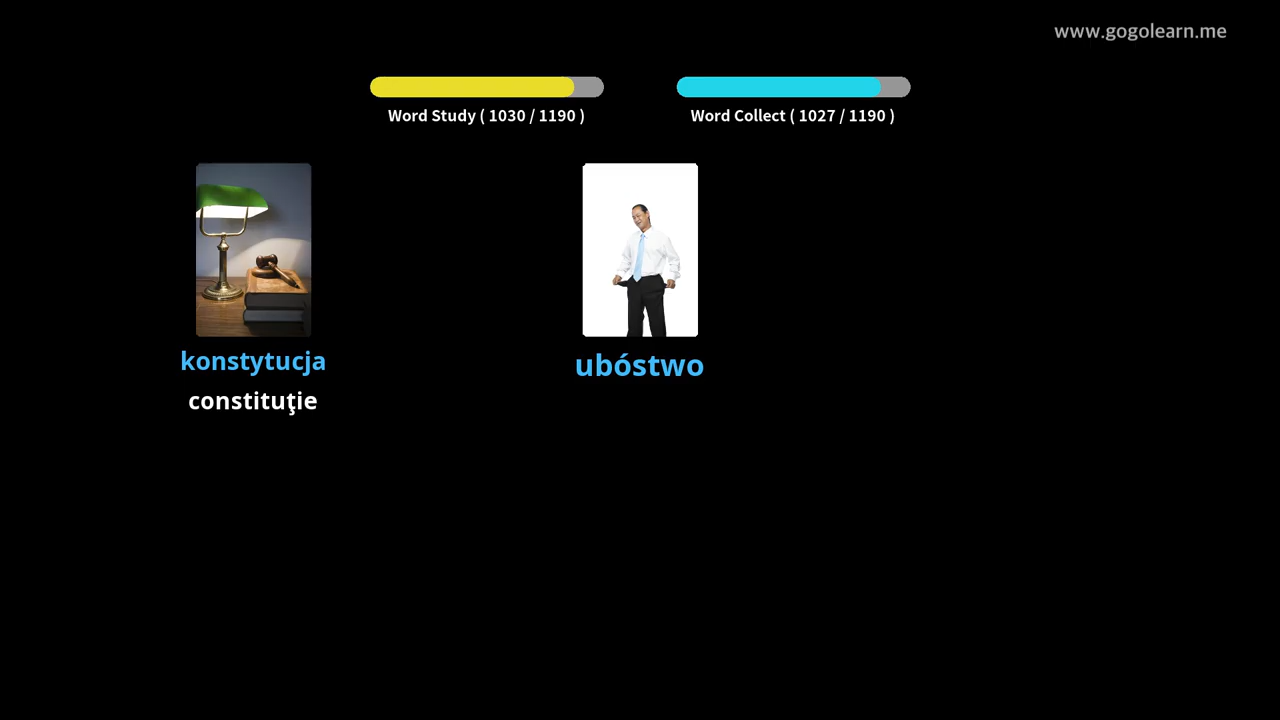 www.gogolearn.me
Word Study ( 1030 / 1190 )
Word Collect ( 1027 / 1190 )
konstytucja
constituţie
ubóstwo